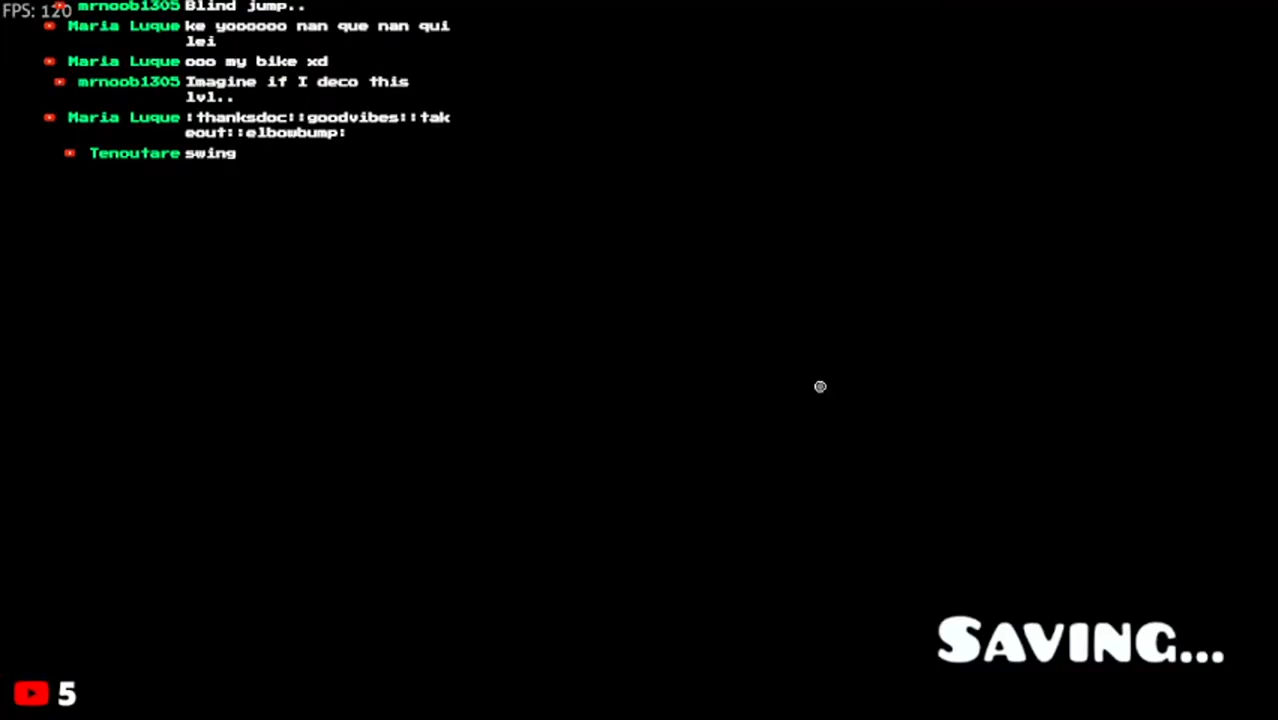 FPS: 120
mrnoob1305 Blind jump..
Maria Luque ke yoooooo nan que nan qui
lei
Maria Luque ooo my bike xd
mrnoob1305 Imagine if I deco this
lvl..
Maria Luque :thanksdoc::goodvibes::tak
eout::elbowbump:
Tenoutare swing
Saving...
5